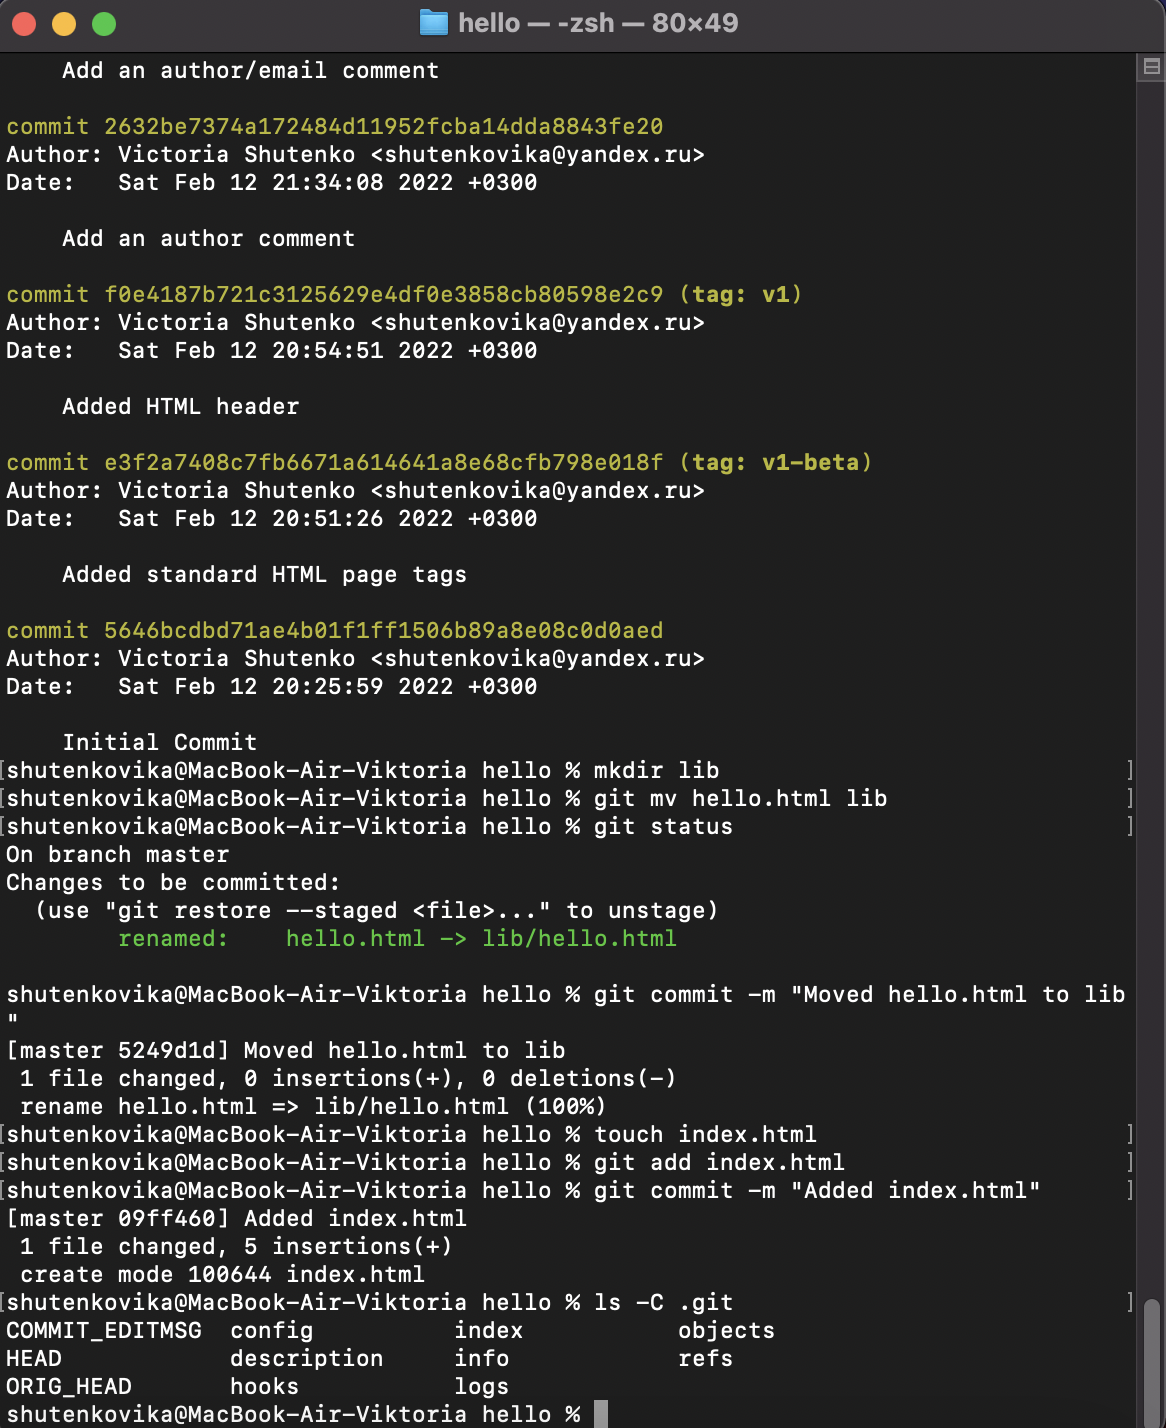 hello — -zsh — 80×49
Add an author/email comment
commit 2632be7374a172484d11952fcba14dda8843fe20
Author: Victoria Shutenko <shutenkovika@yandex.ru>
Date:   Sat Feb 12 21:34:08 2022 +0300
Add an author comment
commit f0e4187b721c3125629e4df0e3858cb80598e2c9 (tag: v1)
Author: Victoria Shutenko <shutenkovika@yandex.ru>
Date:   Sat Feb 12 20:54:51 2022 +0300
Added HTML header
commit e3f2a7408c7fb6671a614641a8e68cfb798e018f (tag: v1-beta)
Author: Victoria Shutenko <shutenkovika@yandex.ru>
Date:   Sat Feb 12 20:51:26 2022 +0300
Added standard HTML page tags
commit 5646bcdbd71ae4b01f1ff1506b89a8e08c0d0aed
Author: Victoria Shutenko <shutenkovika@yandex.ru>
Date:   Sat Feb 12 20:25:59 2022 +0300
Initial Commit
[shutenkovika@MacBook-Air-Viktoria hello % mkdir lib ]
[shutenkovika@MacBook-Air-Viktoria hello % git mv hello.html lib ]
[shutenkovika@MacBook-Air-Viktoria hello % git status ]
On branch master
Changes to be committed:
  (use "git restore --staged <file>..." to unstage)
        renamed:    hello.html -> lib/hello.html
shutenkovika@MacBook-Air-Viktoria hello % git commit -m "Moved hello.html to lib
"
[master 5249d1d] Moved hello.html to lib
 1 file changed, 0 insertions(+), 0 deletions(-)
 rename hello.html => lib/hello.html (100%)
[shutenkovika@MacBook-Air-Viktoria hello % touch index.html ]
[shutenkovika@MacBook-Air-Viktoria hello % git add index.html ]
[shutenkovika@MacBook-Air-Viktoria hello % git commit -m "Added index.html" ]
[master 09ff460] Added index.html
 1 file changed, 5 insertions(+)
 create mode 100644 index.html
[shutenkovika@MacBook-Air-Viktoria hello % ls -C .git ]
COMMIT_EDITMSG  config          index           objects
HEAD            description     info            refs
ORIG_HEAD       hooks           logs
shutenkovika@MacBook-Air-Viktoria hello %